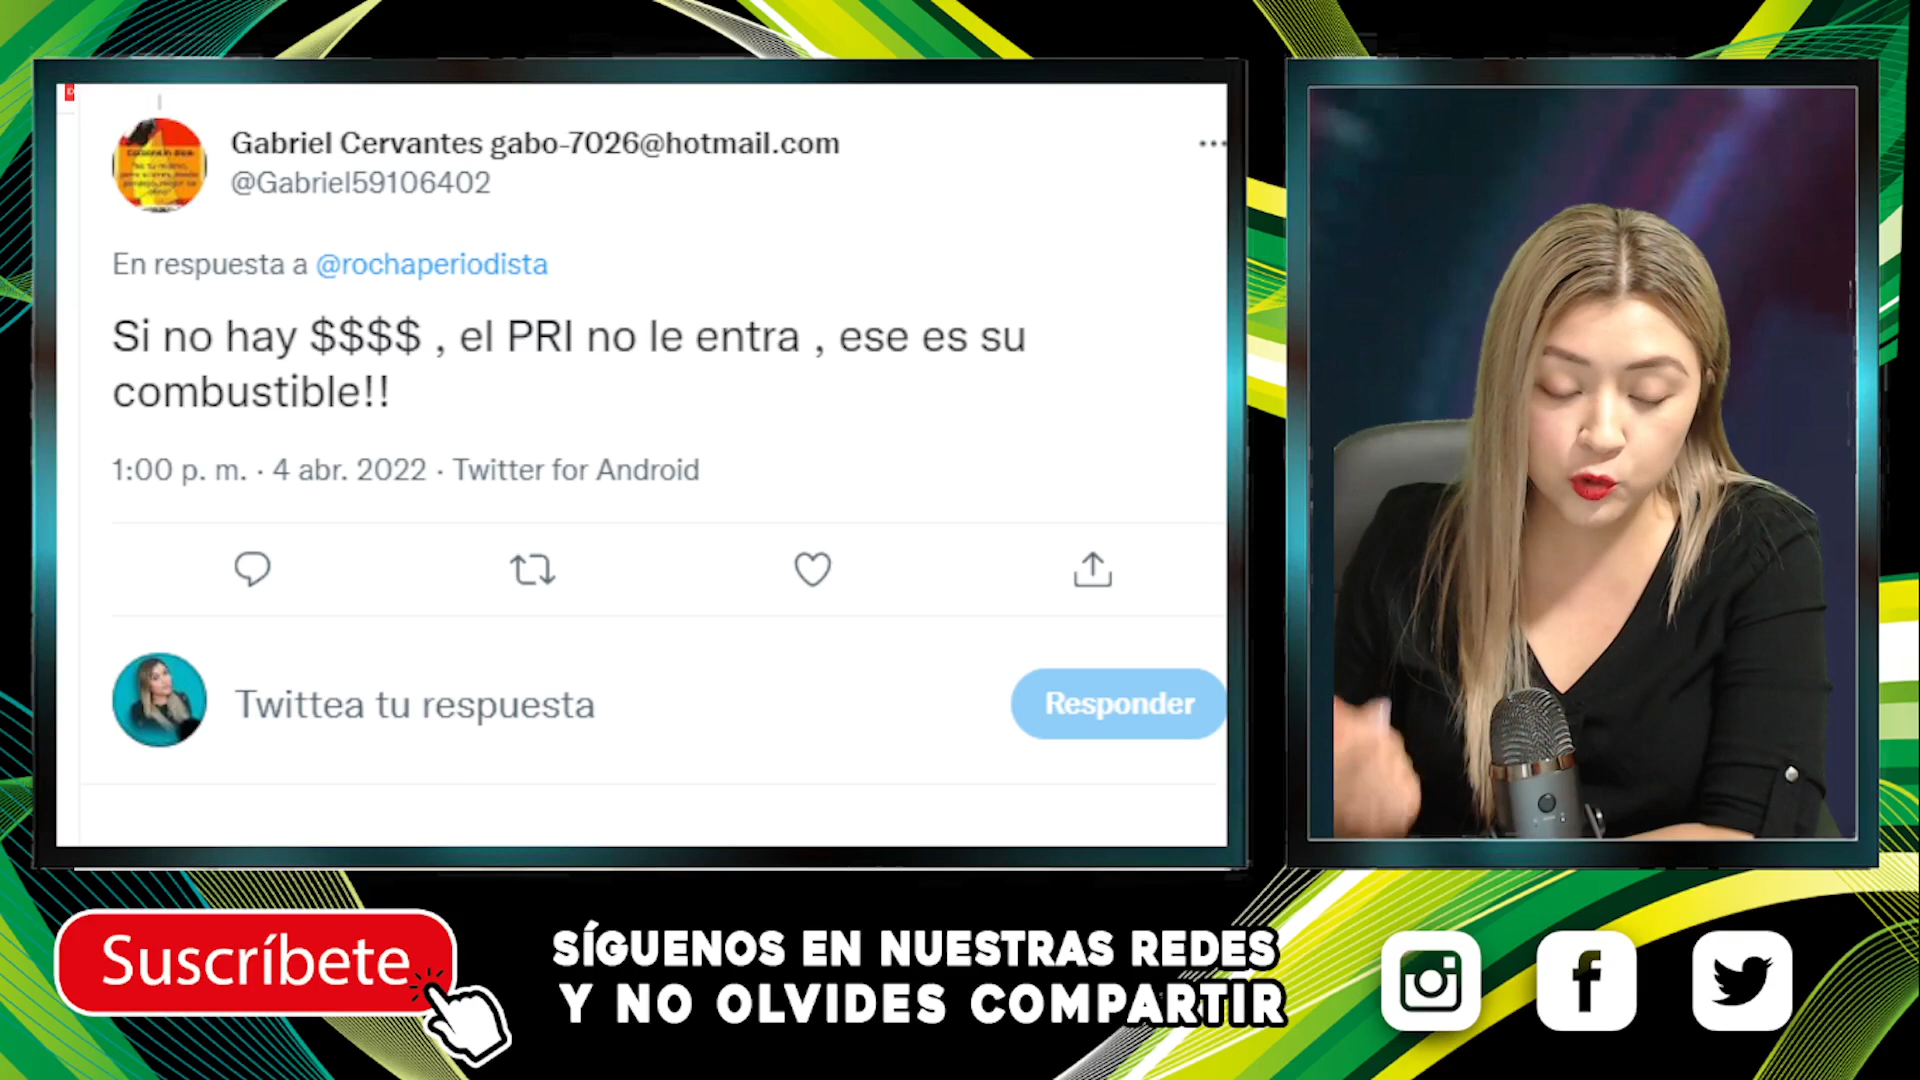 Gabriel Cervantes gabo-7026@hotmail.com
@Gabriel59106402
En respuesta a @rochaperiodista
Si no hay $$$$ , el PRI no le entra , ese es su
combustible!!
1:00 p. m. · 4 abr. 2022 · Twitter for Android
Twittea tu respuesta
Responder
Suscríbete
SÍGUENOS EN NUESTRAS REDES
Y NO OLVIDES COMPARTIR